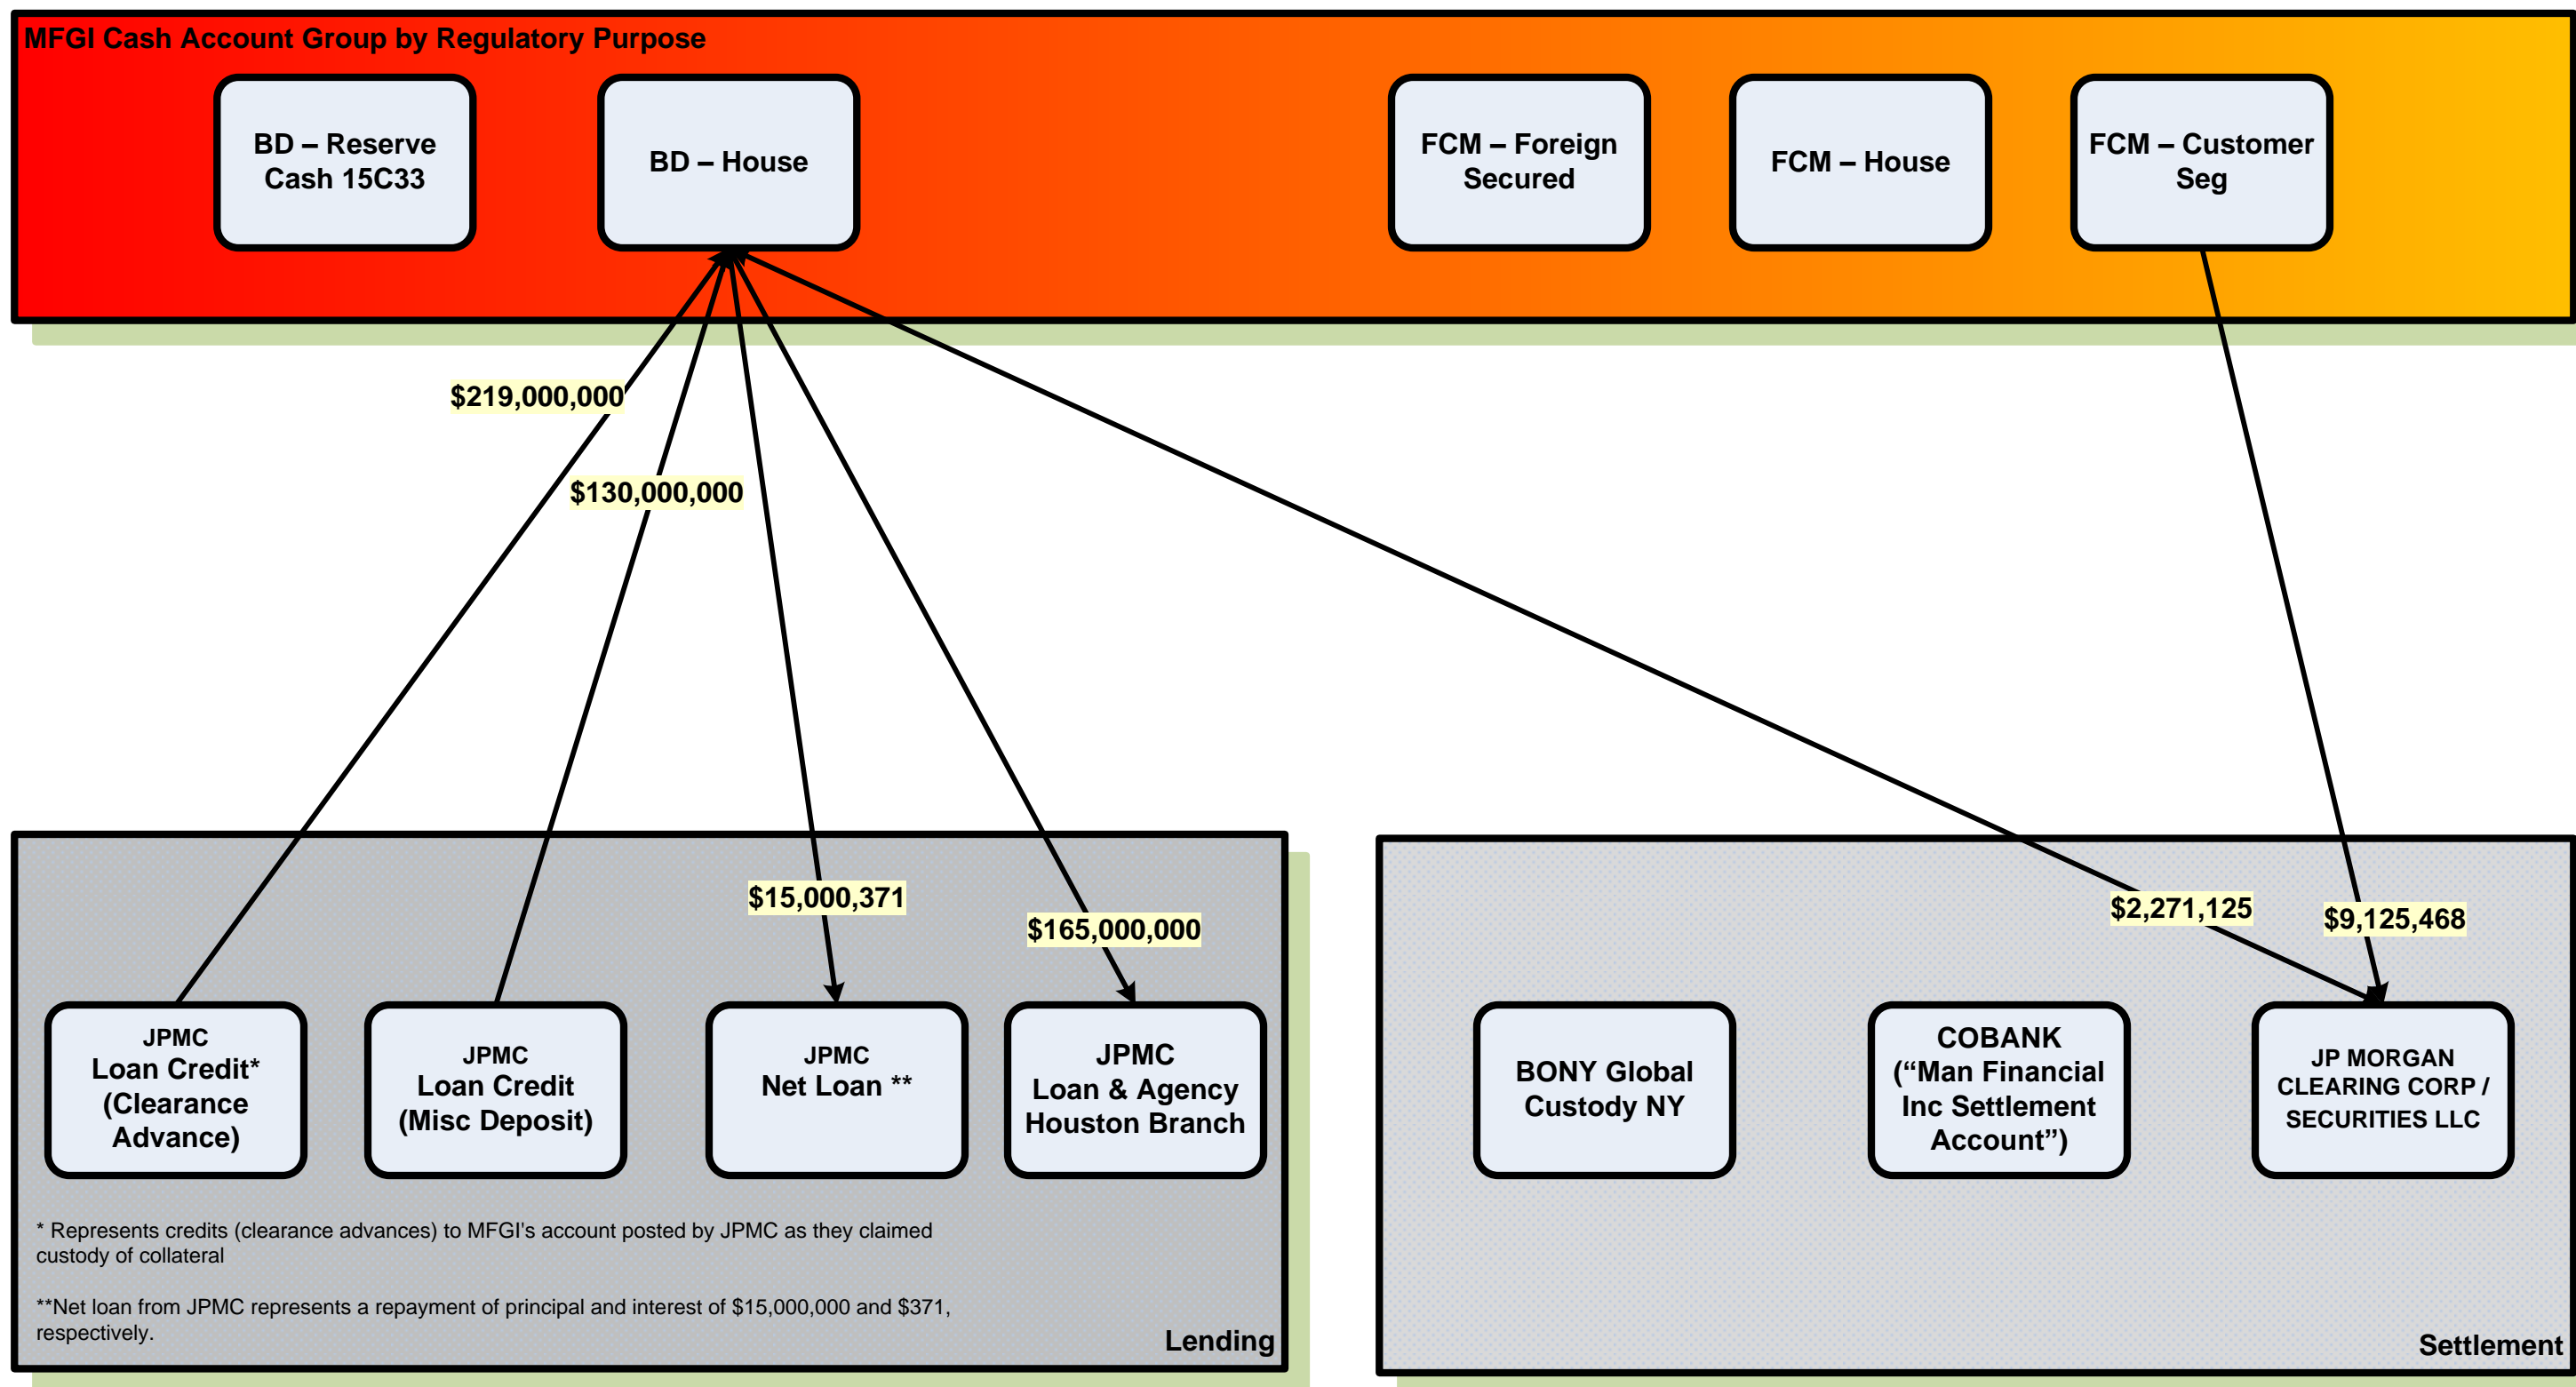 MFGI Cash Account Group by Regulatory Purpose
BD – Reserve
Cash 15C33
BD – House
FCM – Foreign
Secured
FCM – House
FCM – Customer
Seg
$219,000,000
$130,000,000
$15,000,371
$165,000,000
$2,271,125
$9,125,468
JPMC
Loan Credit*
(Clearance
Advance)
JPMC
Loan Credit
(Misc Deposit)
JPMC
Net Loan **
JPMC
Loan & Agency
Houston Branch
BONY Global
Custody NY
COBANK
(“Man Financial
Inc Settlement
Account”)
JP MORGAN
CLEARING CORP /
SECURITIES LLC
* Represents credits (clearance advances) to MFGI's account posted by JPMC as they claimed
custody of collateral
**Net loan from JPMC represents a repayment of principal and interest of $15,000,000 and $371,
respectively.
Lending
Settlement